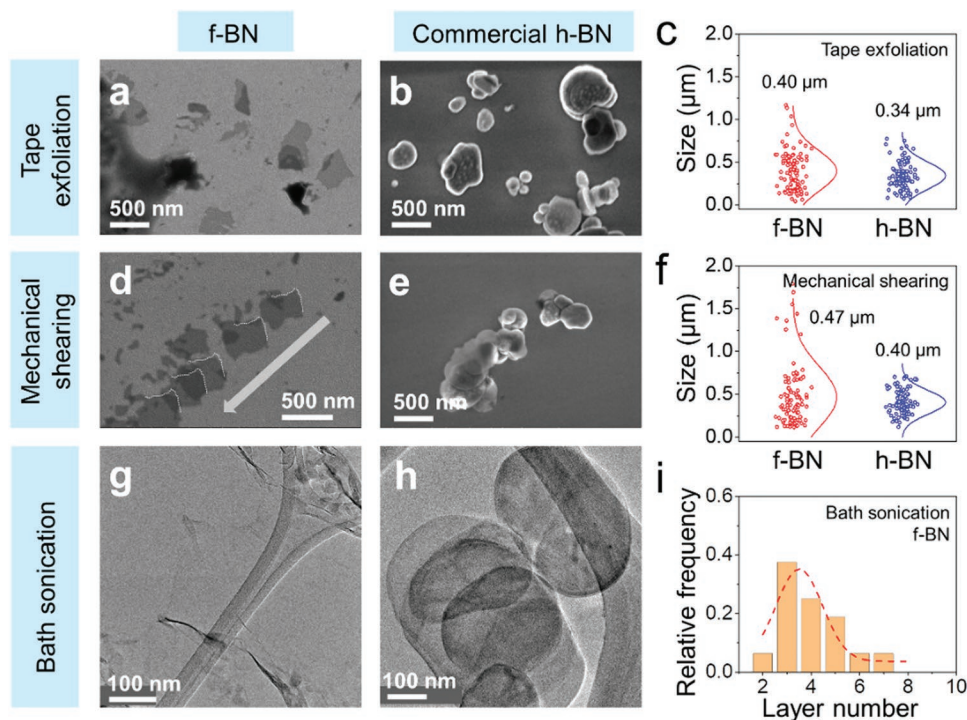 f-BN
Commercial h-BN
Tape
exfoliation
a
500 nm
b
500 nm
c
Size (µm)
2.0
1.5
1.0
0.5
0.0
Tape exfoliation
0.40 µm
0.34 µm
f-BN
h-BN
Mechanical
shearing
d
500 nm
e
500 nm
f
Size (µm)
2.0
1.5
1.0
0.5
0.0
Mechanical shearing
0.47 µm
0.40 µm
f-BN
h-BN
Bath sonication
g
100 nm
h
100 nm
i
Relative frequency
0.6
0.4
0.2
0.0
Bath sonication
f-BN
2
4
6
8
10
Layer number